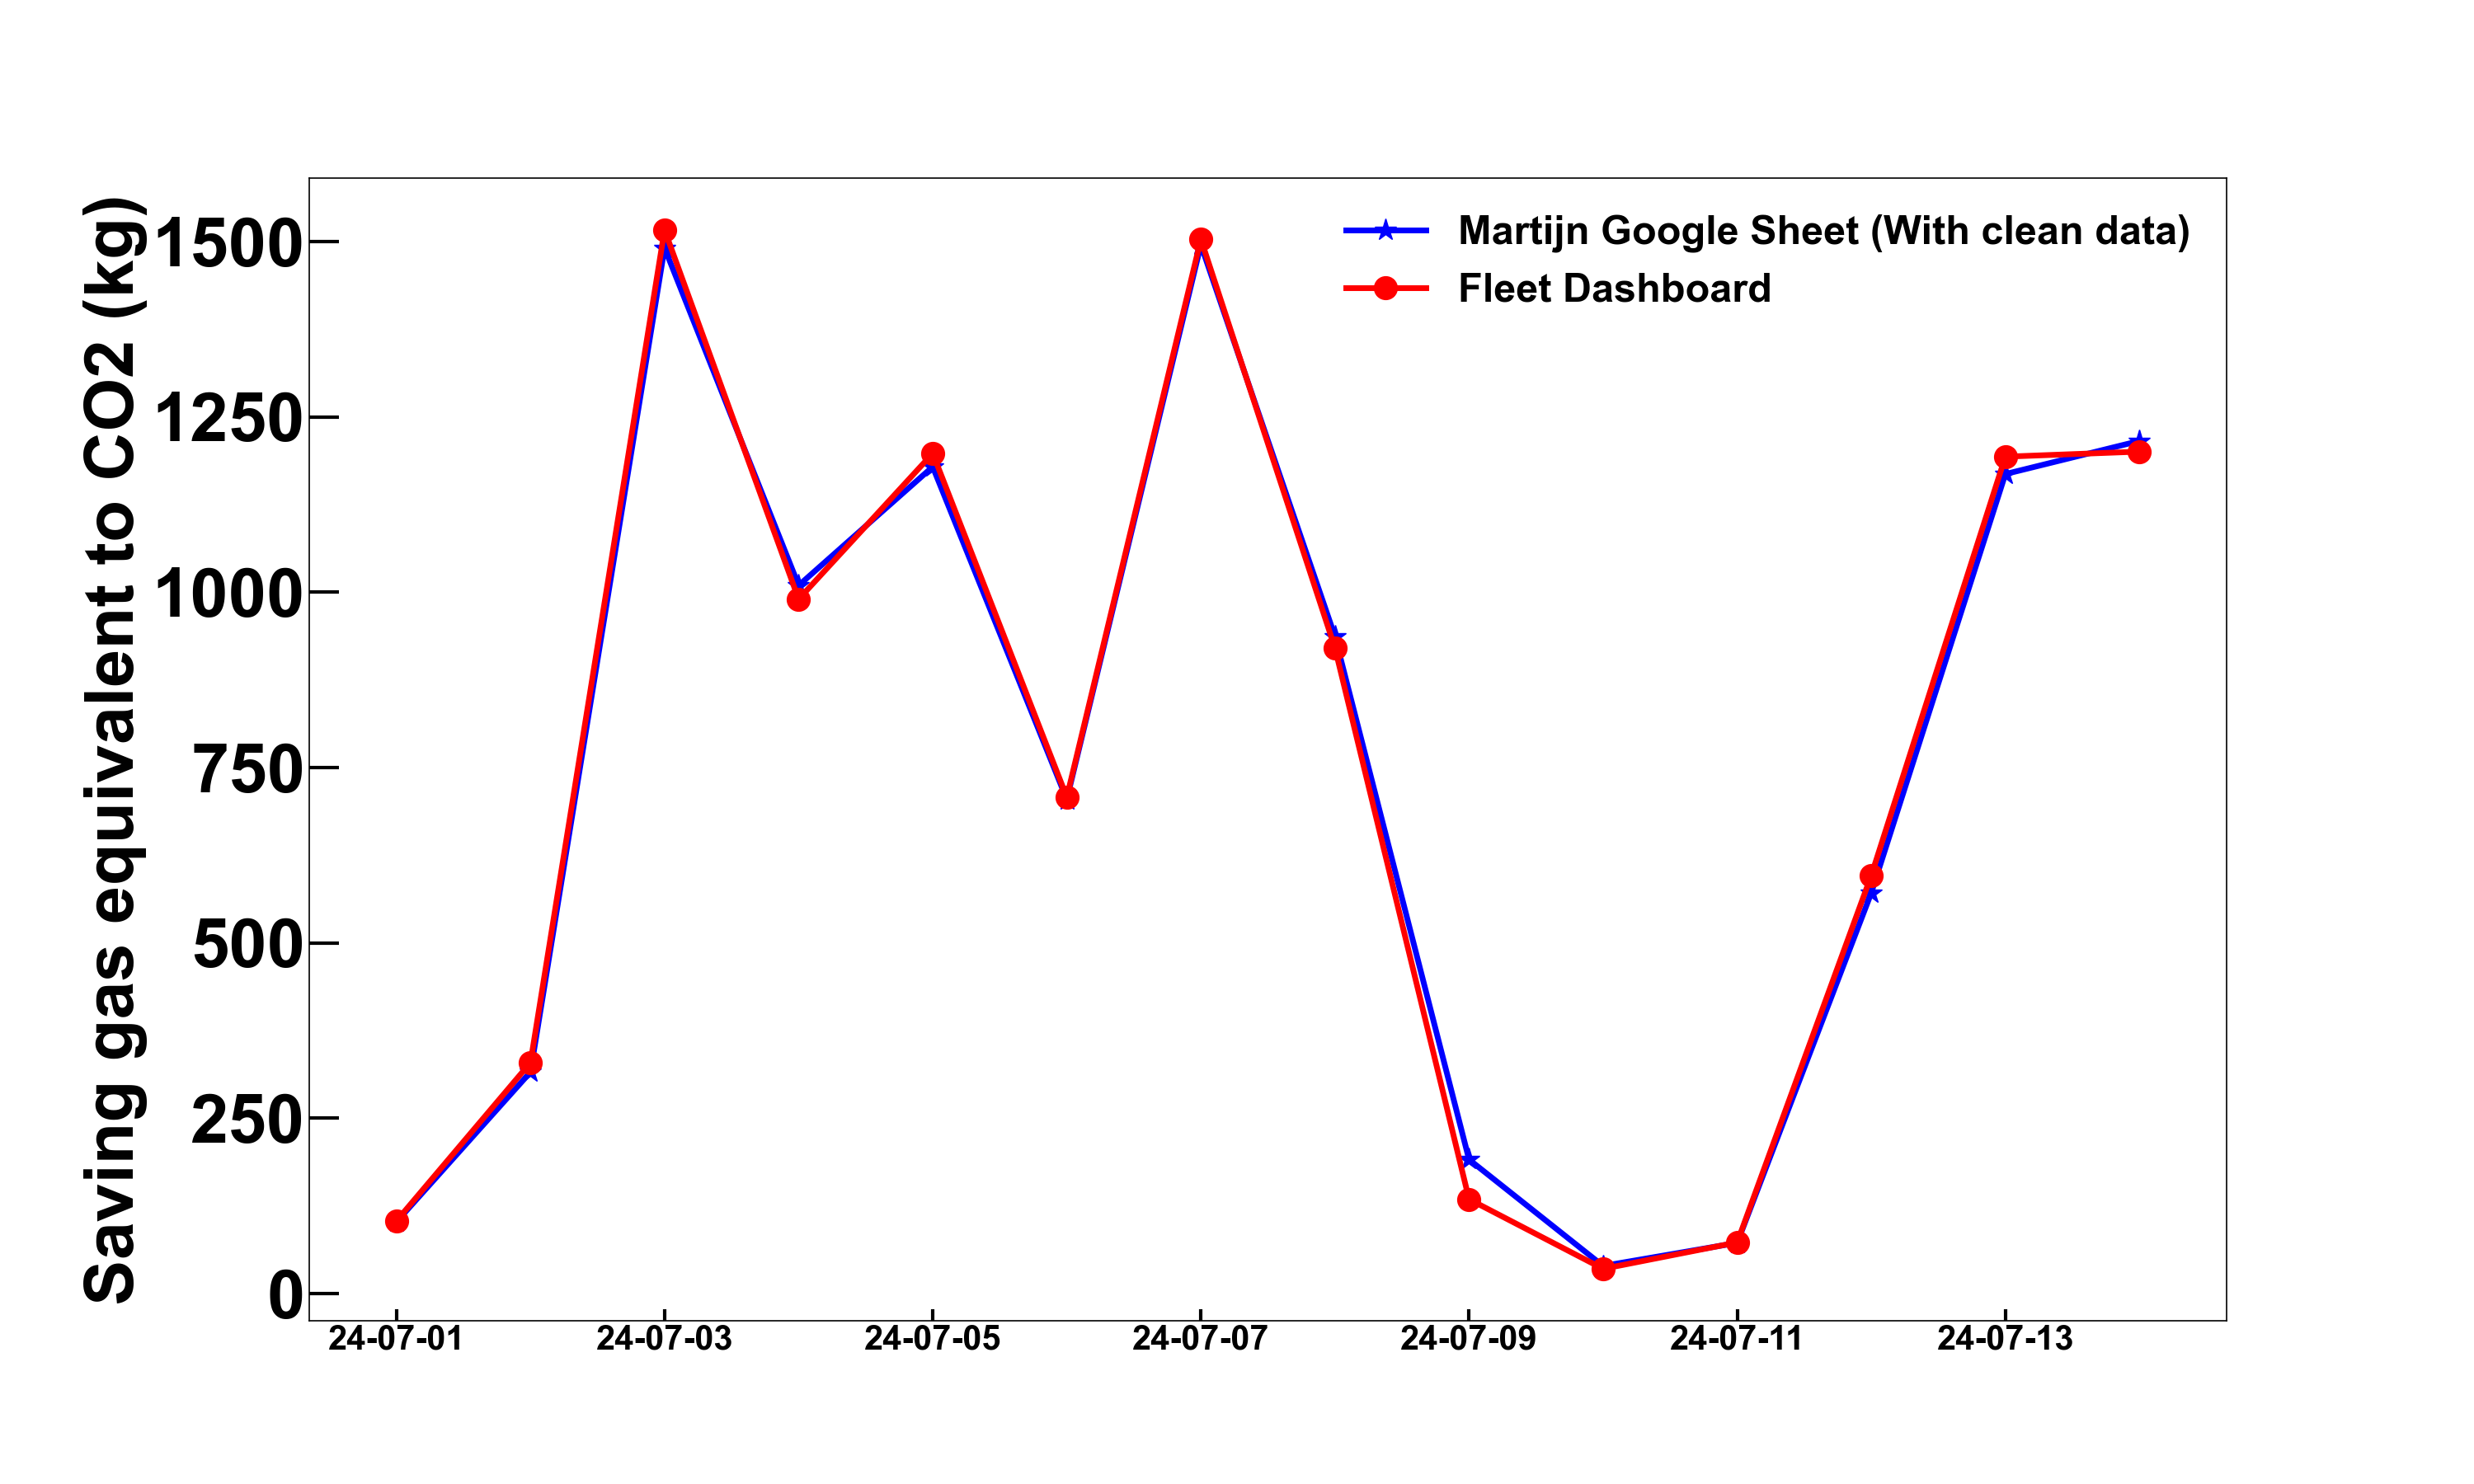 Saving gas equivalent to CO2 (kg)
1500
1250
1000
750
500
250
0
Martijn Google Sheet (With clean data)
Fleet Dashboard
24-07-01 24-07-03 24-07-05 24-07-07 24-07-09 24-07-11 24-07-13